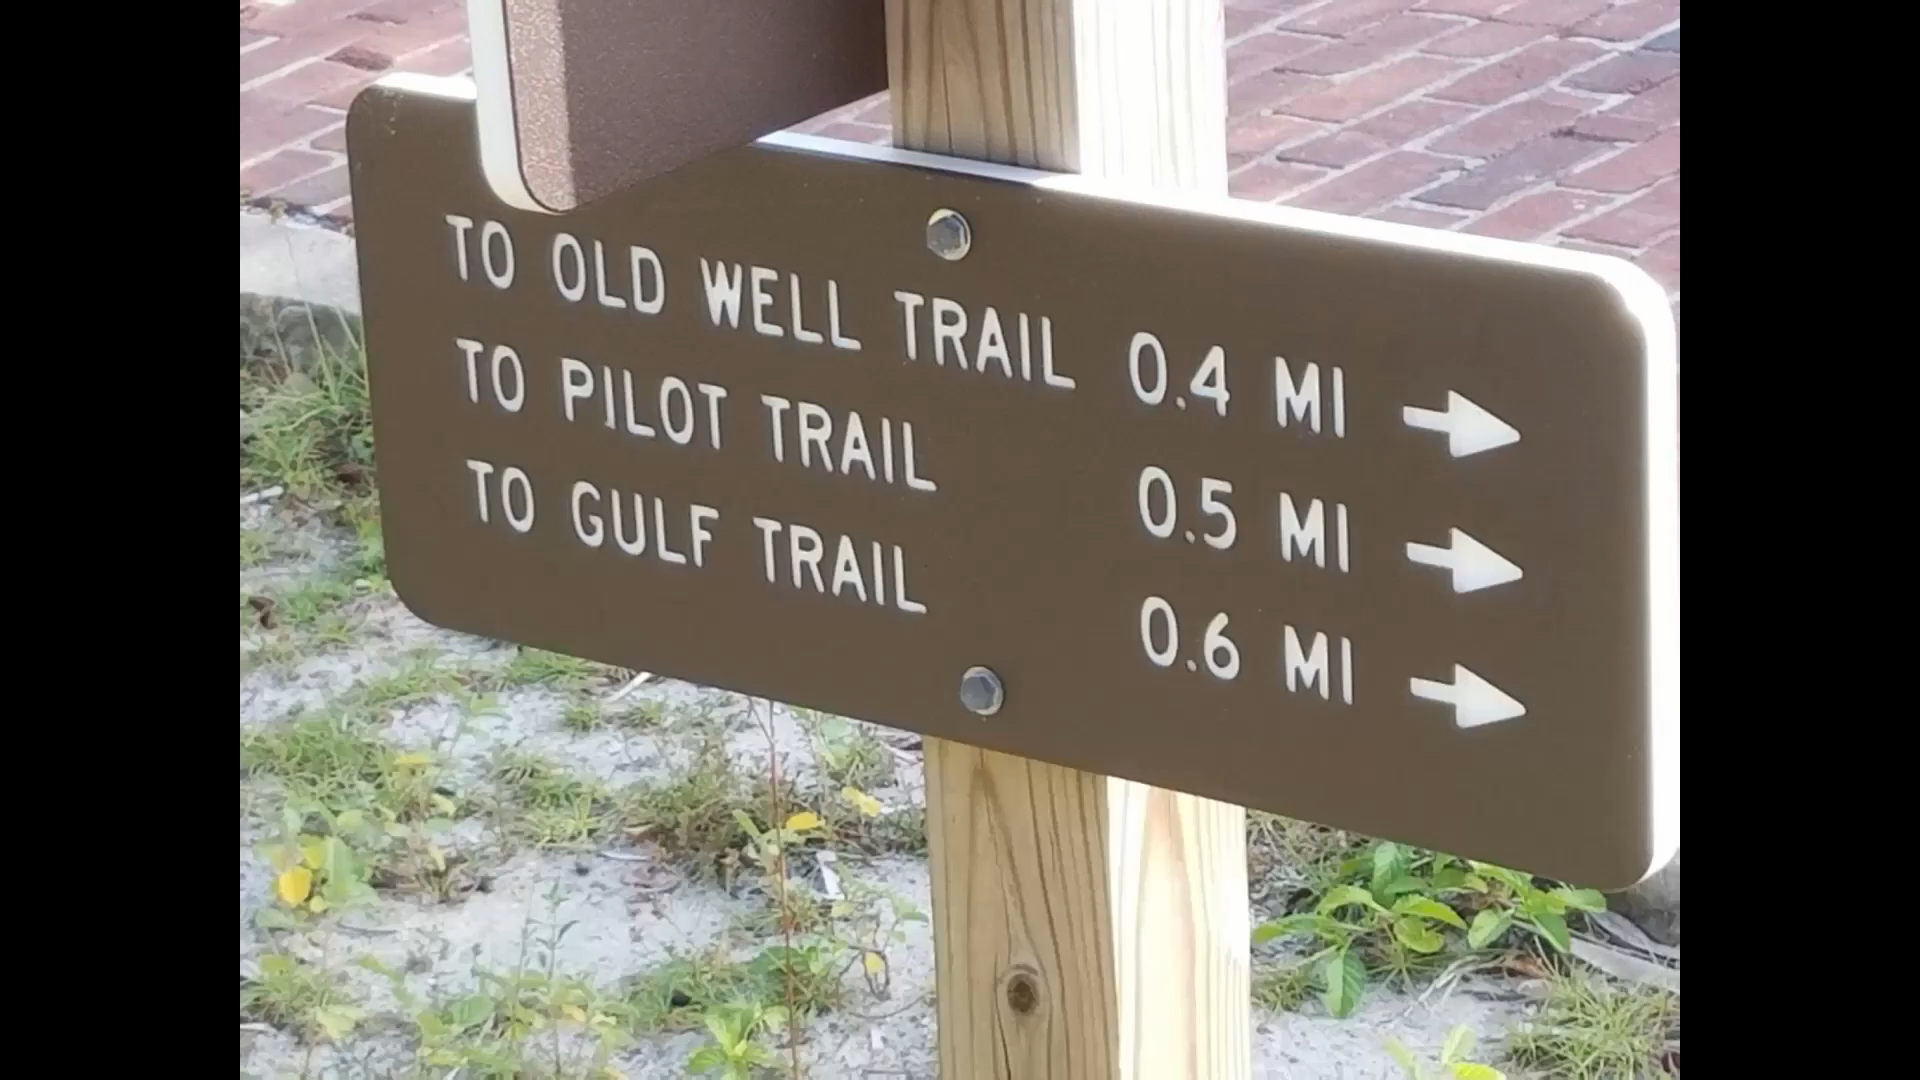 TO OLD WELL TRAIL 0.4 MI →
TO PILOT TRAIL 0.5 MI →
TO GULF TRAIL 0.6 MI →